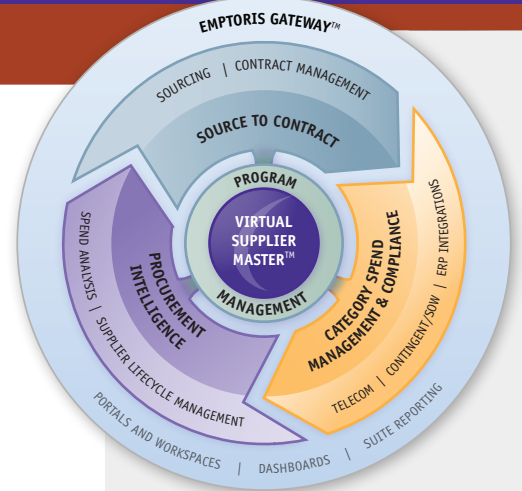 EMPTORIS GATEWAY™
SOURCING | CONTRACT MANAGEMENT
SOURCE TO CONTRACT
PROGRAM
MANAGEMENT
VIRTUAL
SUPPLIER
MASTER™
CATEGORY SPEND
MANAGEMENT & COMPLIANCE
TELECOM | CONTINGENT/SOW | ERP INTEGRATIONS
PROCUREMENT
INTELLIGENCE
SPEND ANALYSIS | SUPPLIER LIFECYCLE MANAGEMENT
PORTALS AND WORKSPACES | DASHBOARDS | SUITE REPORTING